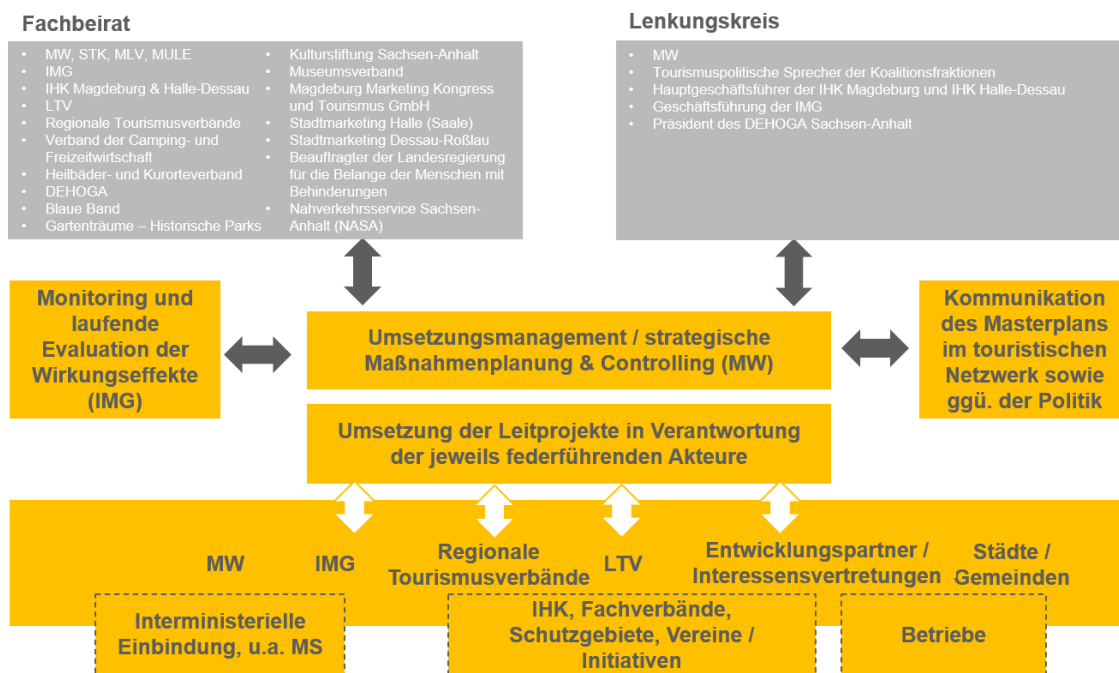 Fachbeirat
• MW, STK, MLV, MULE
• IMG
• IHK Magdeburg & Halle-Dessau
• LTV
• Regionale Tourismusverbände
• Verband der Camping- und
Freizeitwirtschaft
• Heilbäder- und Kurorteverband
• DEHOGA
• Blaue Band
• Gartenträume – Historische Parks
• Kulturstiftung Sachsen-Anhalt
• Museumsverband
• Magdeburg Marketing Kongress
und Tourismus GmbH
• Stadtmarketing Halle (Saale)
• Stadtmarketing Dessau-Roßlau
• Beauftragter der Landesregierung
für die Belange der Menschen mit
Behinderungen
• Nahverkehrsservice Sachsen-
Anhalt (NASA)
Lenkungskreis
• MW
• Tourismuspolitische Sprecher der Koalitionsfraktionen
• Hauptgeschäftsführer der IHK Magdeburg und IHK Halle-Dessau
• Geschäftsführung der IMG
• Präsident des DEHOGA Sachsen-Anhalt
Monitoring und
laufende
Evaluation der
Wirkungseffekte
(IMG)
Umsetzungsmanagement / strategische
Maßnahmenplanung & Controlling (MW)
Kommunikation
des Masterplans
im touristischen
Netzwerk sowie
ggü. der Politik
Umsetzung der Leitprojekte in Verantwortung
der jeweils federführenden Akteure
MW
IMG
Regionale
Tourismusverbände
LTV
Entwicklungspartner /
Interessensvertretungen
Städte /
Gemeinden
Interministerielle
Einbindung, u.a. MS
IHK, Fachverbände,
Schutzgebiete, Vereine /
Initiativen
Betriebe